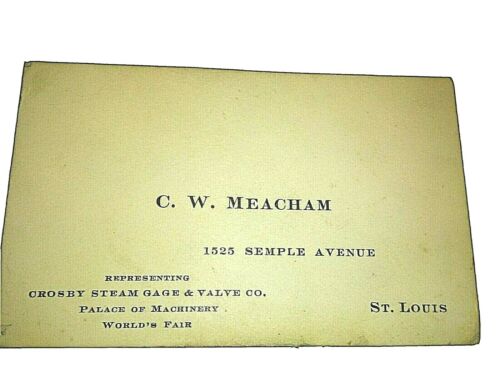 C. W. MEACHAM
1525 SEMPLE AVENUE
REPRESENTING
CROSBY STEAM GAGE & VALVE CO.
PALACE OF MACHINERY
WORLD'S FAIR
ST. LOUIS